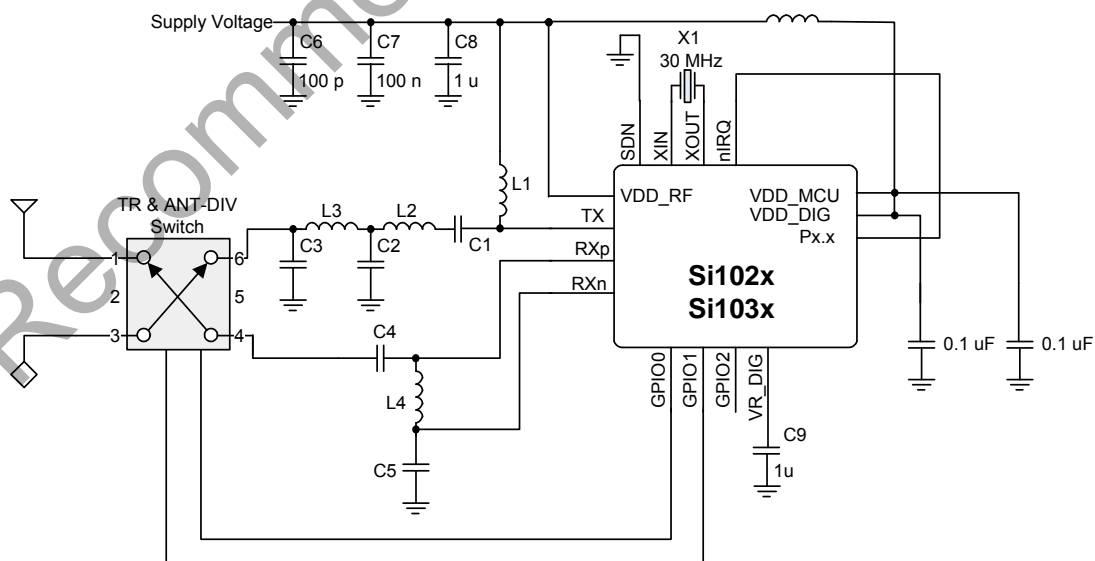 Supply Voltage
C6
C7
C8
100 p
100 n
1 u
X1
30 MHz
SDN
XIN
XOUT
nIRQ
L1
VDD_RF
VDD_MCU
VDD_DIG
Px.x
TX
RXp
RXn
TR & ANT-DIV
Switch
L3
L2
C3
C2
C1
1
6
2
5
3
4
Si102x
Si103x
C4
L4
C5
0.1 uF
0.1 uF
GPIO0
GPIO1
GPIO2
VR_DIG
C9
1u
Recomme